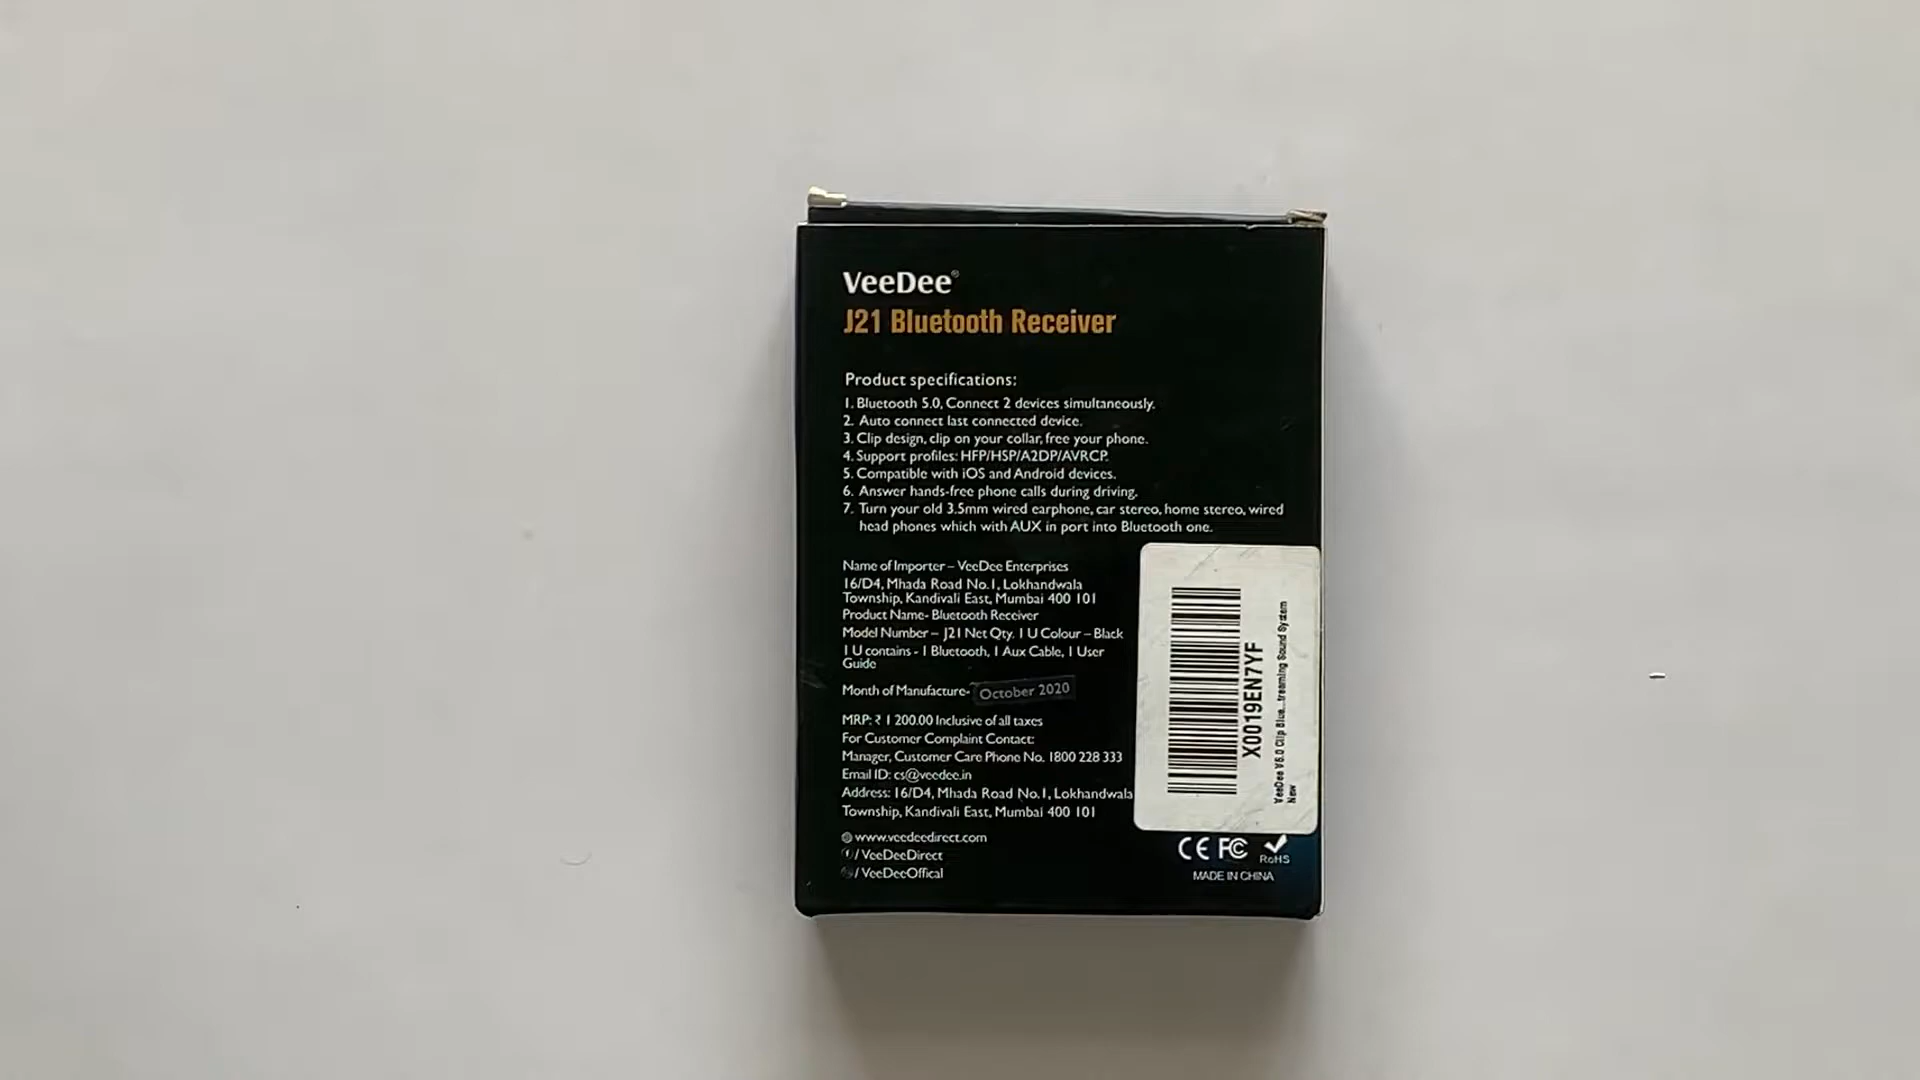 VeeDee®
J21 Bluetooth Receiver
Product specifications:
1. Bluetooth 5.0, Connect 2 devices simultaneously.
2. Auto connect last connected device.
3. Clip design, clip on your collar, free your phone.
4. Support profiles: HFP/HSP/A2DP/AVRCP.
5. Compatible with iOS and Android devices.
6. Answer hands-free phone calls during driving.
7. Turn your old 3.5mm wired earphone, car stereo, home stereo, wired
head phones which with AUX in port into Bluetooth one.
Name of Importer – VeeDee Enterprises
16/D4, Mhada Road No.1, Lokhandwala
Township, Kandivali East, Mumbai 400 101
Product Name- Bluetooth Receiver
Model Number – J21 Net Qty. 1 U Colour – Black
1 U contains - 1 Bluetooth, 1 Aux Cable, 1 User
Guide
Month of Manufacture- October 2020
MRP: ₹ 1 200.00 Inclusive of all taxes
For Customer Complaint Contact:
Manager, Customer Care Phone No. 1800 228 333
Email ID: cs@veedee.in
Address: 16/D4, Mhada Road No.1, Lokhandwala
Township, Kandivali East, Mumbai 400 101
www.veedeedirect.com
/ VeeDeeDirect
/ VeeDeeOffical
X0019EN7YF
VeeDee V5.0 Clip Blue...treaming Sound System
New
CE FC RoHS
MADE IN CHINA